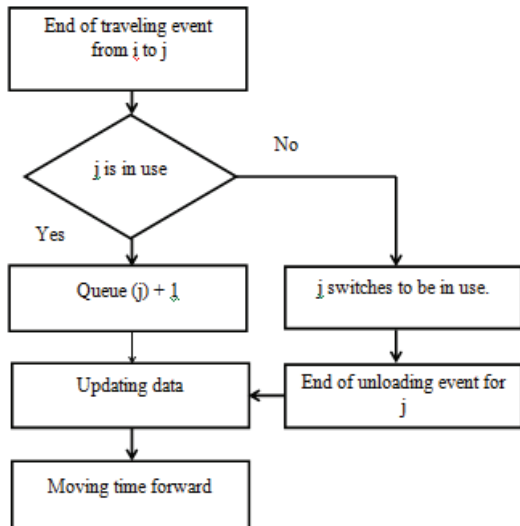 End of traveling event
from i to j
j is in use
No
Yes
Queue (j) + 1
j switches to be in use.
Updating data
End of unloading event for
j
Moving time forward